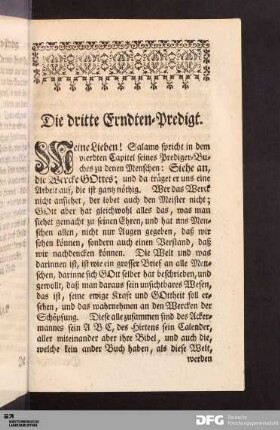 Die dritte Erndten-Predigt.
Meine Lieben! Salamo spricht in dem
vierdten Capitel seines Prediger-Bu-
ches zu denen Menschen: Siehe an,
die Wercke GOttes; und da träget er uns eine
Arbeit auf, die ist gantz nöthig. Wer das Werck
nicht ansiehet, der lobet auch den Meister nicht;
GOtt aber hat gleichwohl alles das, was man
siehet gemacht zu seinen Ehren, und hat uns Men-
schen allen, nicht nur Augen gegeben, daß wir
sehen können, sondern auch einen Verstand, daß
wir nachdencken können. Die Welt und was
darinnen ist, ist wie ein grosser Brief an alle Men-
schen, darinne sich GOtt selber hat beschrieben, und
gewollt, daß man daraus sein unsichtbares Wesen,
das ist, seine ewige Kraft und GOttheit soll er-
sehen, und das wahrnehmen an den Wercken der
Schöpfung. Diese alle zusammen sind des Acker-
mannes sein A B C, des Hirtens sein Calender,
aller miteinander aber ihre Bibel, und auch die,
welche kein ander Buch haben, als diese Welt,
werden
DFG